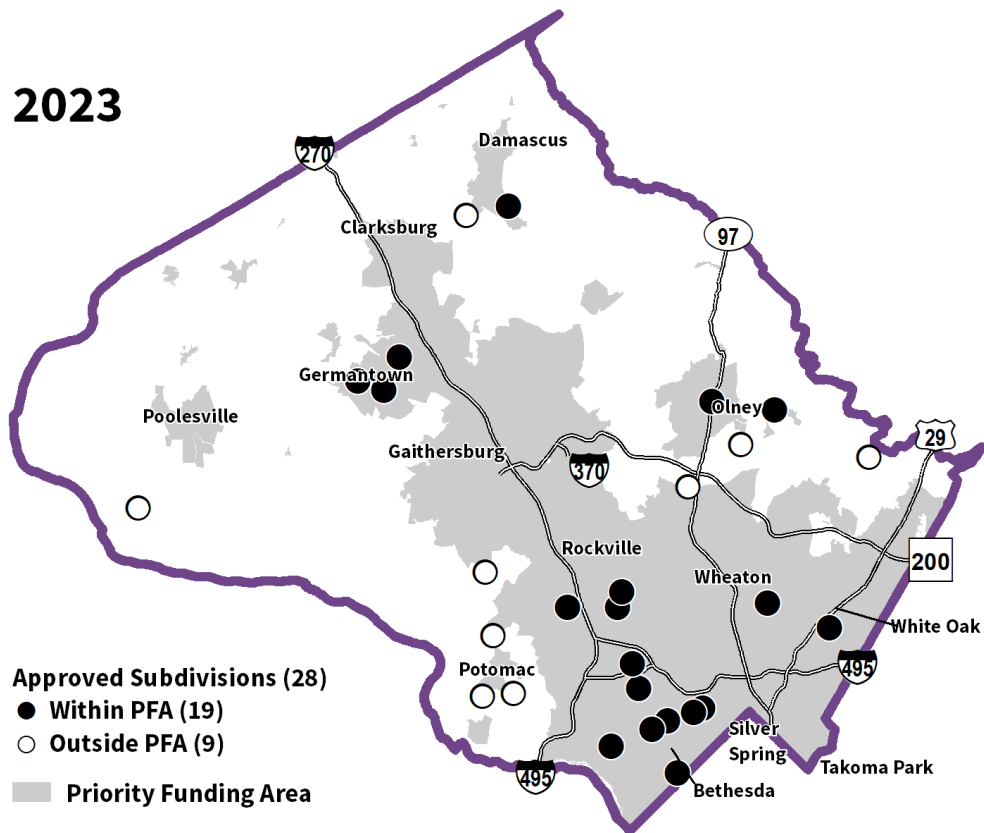 2023
270
Damascus
Clarksburg
97
Germantown
Poolesville
Olney
29
Gaithersburg
370
Rockville
200
Wheaton
White Oak
495
Potomac
Approved Subdivisions (28)
Within PFA (19)
Outside PFA (9)
Priority Funding Area
Silver
Spring
Takoma Park
495
Bethesda